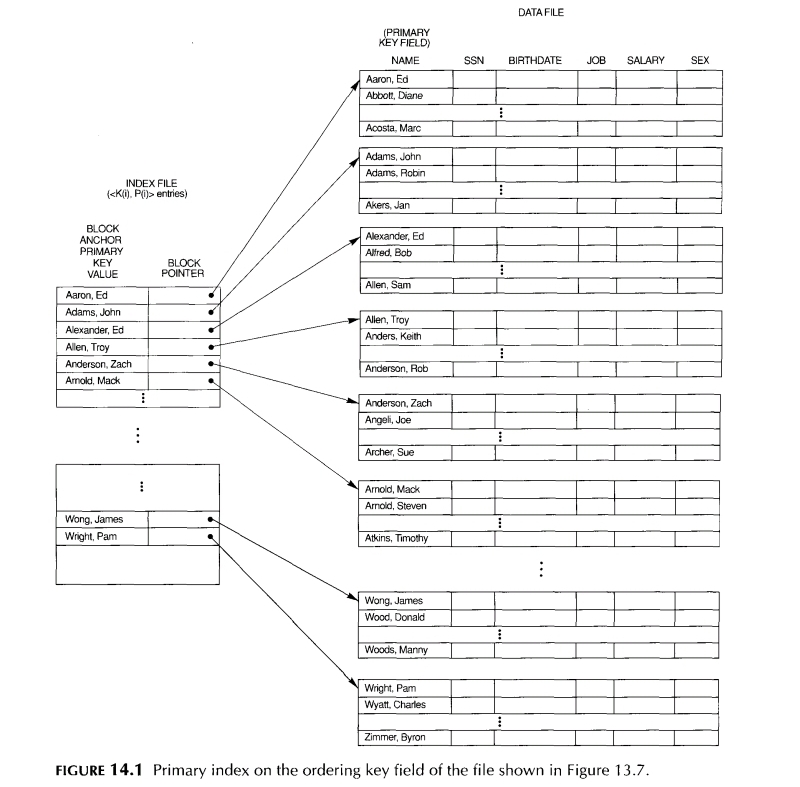 DATA FILE
(PRIMARY
KEY FIELD)
NAME SSN BIRTHDATE JOB SALARY SEX
Aaron, Ed
Abbott, Diane
Acosta, Marc
Adams, John
Adams, Robin
Akers, Jan
Alexander, Ed
Alfred, Bob
Allen, Sam
Allen, Troy
Anders, Keith
Anderson, Rob
Anderson, Zach
Angeli, Joe
Archer, Sue
Arnold, Mack
Arnold, Steven
Atkins, Timothy
Wong, James
Wood, Donald
Woods, Manny
Wright, Pam
Wyatt, Charles
Zimmer, Byron
INDEX FILE
(<K(i), P(i)> entries)
BLOCK
ANCHOR
PRIMARY
KEY
VALUE
BLOCK
POINTER
Aaron, Ed
Adams, John
Alexander, Ed
Allen, Troy
Anderson, Zach
Arnold, Mack
Wong, James
Wright, Pam
FIGURE 14.1 Primary index on the ordering key field of the file shown in Figure 13.7.